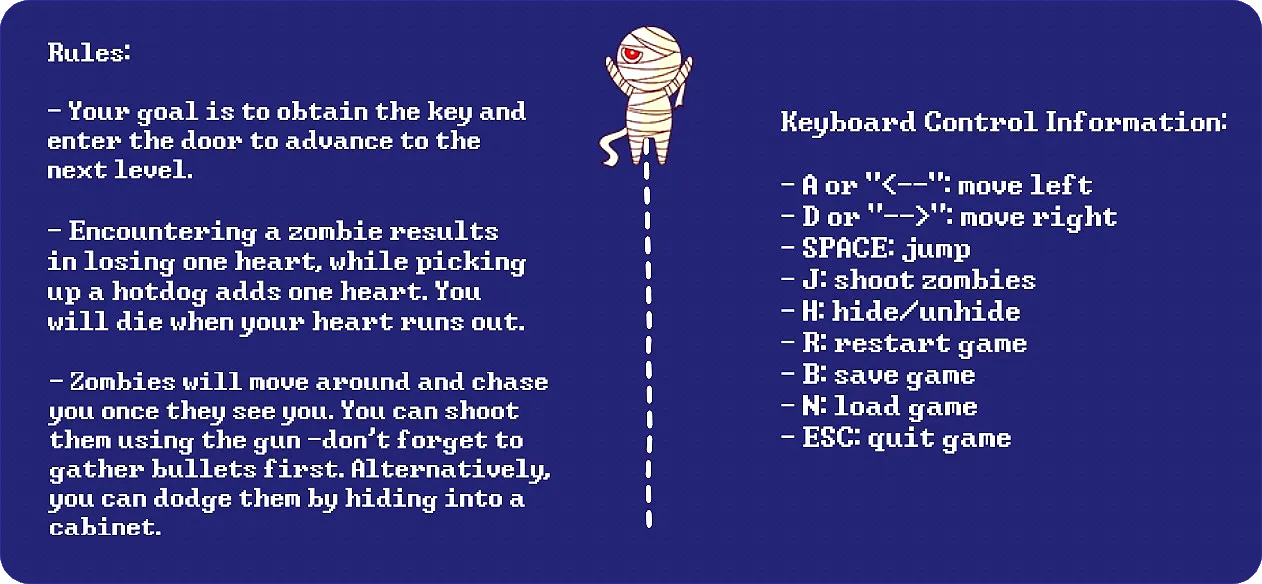 Rules:
- Your goal is to obtain the key and
enter the door to advance to the
next level.
- Encountering a zombie results
in losing one heart, while picking
up a hotdog adds one heart. You
will die when your heart runs out.
- Zombies will move around and chase
you once they see you. You can shoot
them using the gun -don't forget to
gather bullets first. Alternatively,
you can dodge them by hiding into a
cabinet.
Keyboard Control Information:
- A or "<--": move left
- D or "-->": move right
- SPACE: jump
- J: shoot zombies
- H: hide/unhide
- R: restart game
- B: save game
- N: load game
- ESC: quit game